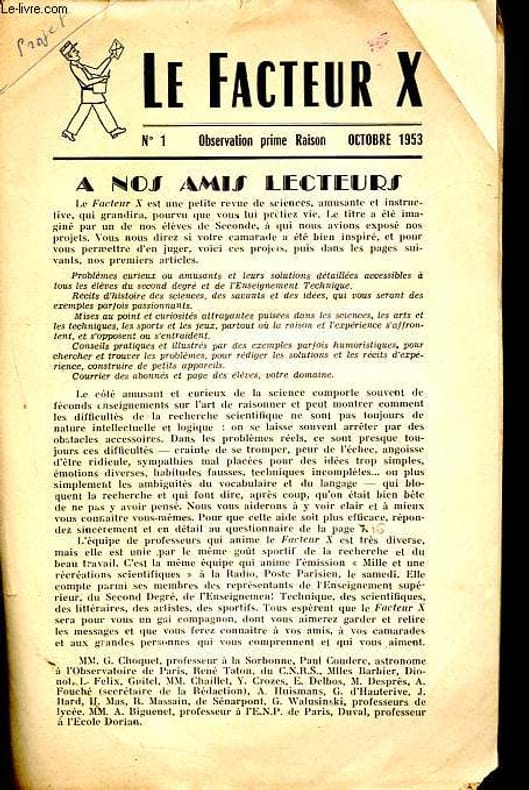 Le-livre.com
Projet
LE FACTEUR X
N° 1 Observation prime Raison OCTOBRE 1953
A NOS AMIS LECTEURS
Le Facteur X est une petite revue de sciences, amusante et instruc-
tive, qui grandira, pourvu que vous lui prêtiez vie. Le titre a été ima-
giné par un de nos élèves de Seconde, à qui nous avions exposé nos
projets. Vous nous direz si votre camarade a été bien inspiré, et pour
vous permettre d'en juger, voici ces projets, puis dans les pages sui-
vants, nos premiers articles.
Problèmes curieux ou amusants et leurs solutions détaillées accessibles à
tous les élèves du second degré et de l'Enseignement Technique.
Récits d'histoire des sciences, des savants et des idées, qui vous seront des
exemples parfois passionnants.
Mises au point et curiosités attrayantes puisées dans les sciences, les arts et
les techniques, les sports et les jeux, partout où la raison et l'expérience s'affron-
tent, et s'opposent ou s'entraident.
Conseils pratiques et illustrés par des exemples parfois humoristiques, pour
chercher et trouver les problèmes, pour rédiger les solutions et les récits d'expé-
rience, construire de petits appareils.
Courrier des abonnés et page des élèves, votre domaine.
Le côté amusant et curieux de la science comporte souvent de
féconds enseignements sur l'art de raisonner et peut montrer comment
les difficultés de la recherche scientifique ne sont pas toujours de
nature intellectuelle et logique : on se laisse souvent arrêter par des
obstacles accessoires. Dans les problèmes réels, ce sont presque tou-
jours ces difficultés — crainte de se tromper, peur de l'échec, angoisse
d'être ridicule, sympathies mal placées pour des idées trop simples,
émotions diverses, habitudes fausses, techniques incomplètes... ou plus
simplement les ambiguités du vocabulaire et du langage — qui blo-
quent la recherche et qui font dire, après coup, qu'on était bien bête
de ne pas y avoir pensé. Nous vous aiderons à y voir clair et à mieux
vous connaître vous-mêmes. Pour que cette aide soit plus efficace, répon-
dez sincèrement et en détail au questionnaire de la page
L'équipe de professeurs qui anime le Facteur X est très diverse,
mais elle est unie par le même goût sportif de la recherche et du
beau travail. C'est la même équipe qui anime l'émission « Mille et une
récréations scientifiques » à la Radio, Poste Parisien, le samedi. Elle
compte parmi ses membres des représentants de l'Enseignement supé-
rieur, du Second Degré, de l'Enseignement Technique, des scientifiques,
des littéraires, des artistes, des sportifs. Tous espèrent que le Facteur X
sera pour vous un gai compagnon, dont vous aimerez garder et relire
les messages et que vous ferez connaître à vos amis, à vos camarades
et aux grandes personnes qui vous comprennent et qui vous aiment.
MM. G. Choquet, professeur à la Sorbonne, Paul Couderc, astronome
à l'Observatoire de Paris, René Taton, du C.N.R.S., Mlles Barbier, Dio-
not, L. Felix, Guitel, MM. Chaillet, Y. Crozes, E. Delbos, M. Després, A.
Fouché (secrétaire de la Rédaction), A. Huismans, G. d'Hauterive, J.
Itard, H. Mas, R. Massain, de Sénarpont, G. Walusinski, professeurs de
lycée. MM. A. Biguenet, professeur à l'E.N.P. de Paris, Duval, professeur
à l'Ecole Dorian.